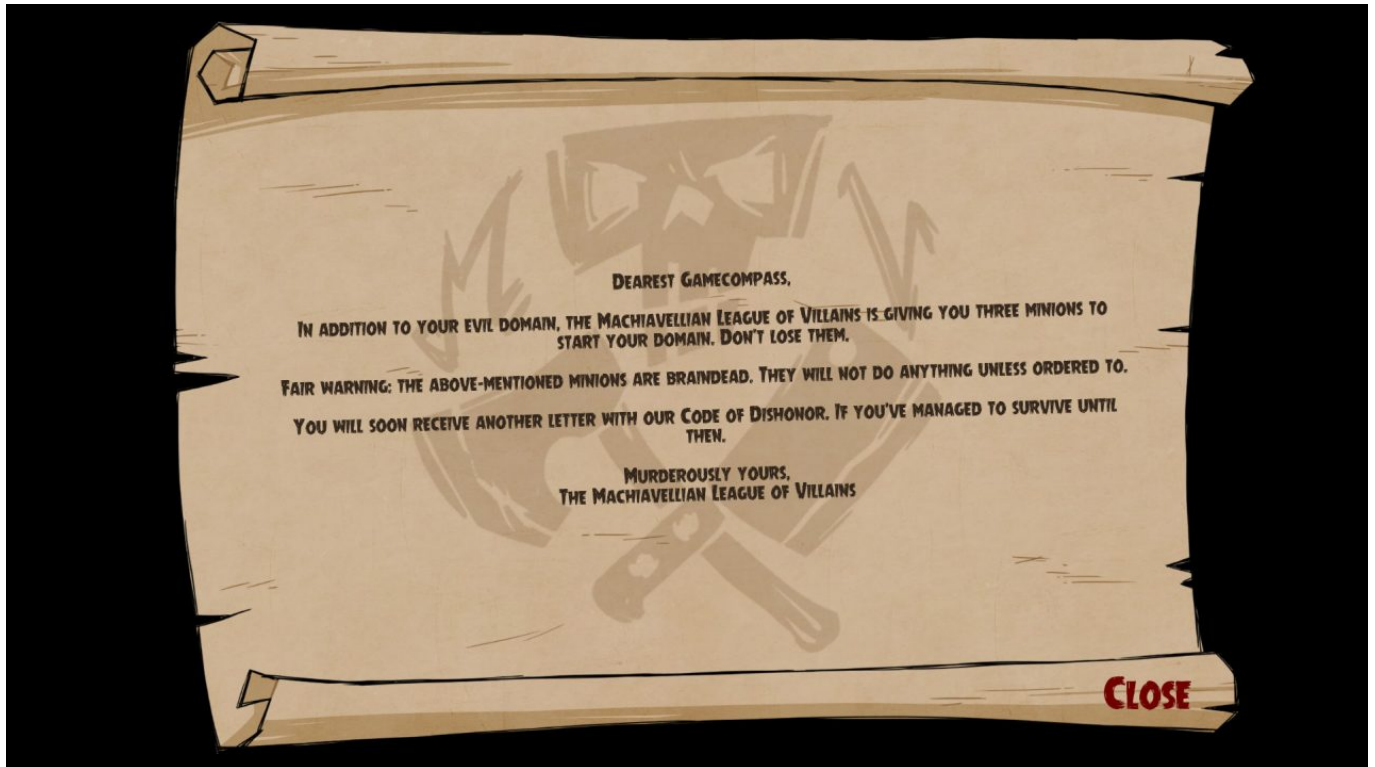 Dearest Gamecompass,
In addition to your evil domain, the Machiavellian League of Villains is giving you three minions to
start your domain. Don't lose them.
Fair warning: the above-mentioned minions are braindead. They will not do anything unless ordered to.
You will soon receive another letter with our Code of Dishonor. If you've managed to survive until
then.
Murderously yours,
The Machiavellian League of Villains
Close